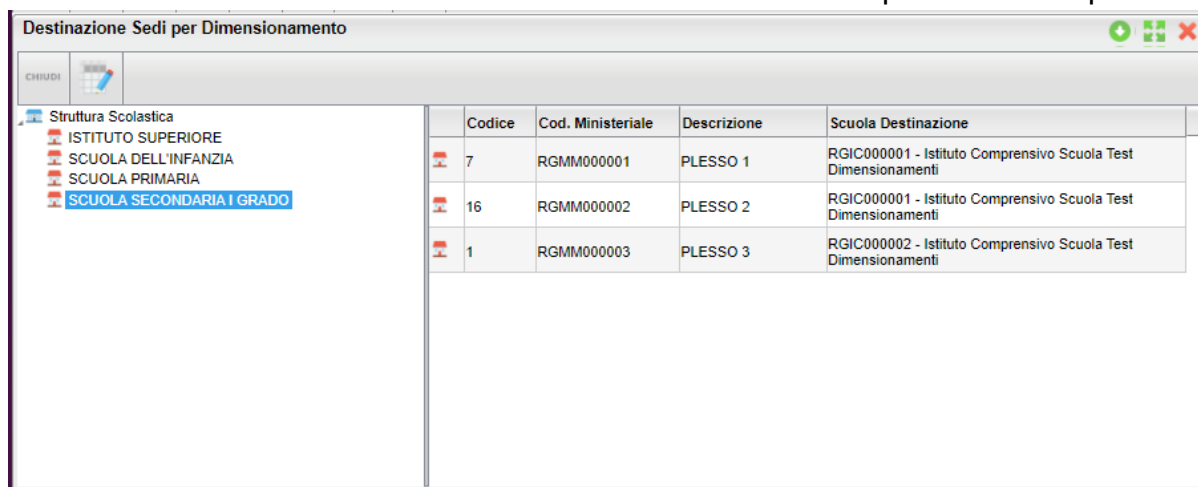 Destinazione Sedi per Dimensionamento
CHIUDI
Struttura Scolastica
ISTITUTO SUPERIORE
SCUOLA DELL'INFANZIA
SCUOLA PRIMARIA
SCUOLA SECONDARIA I GRADO
Codice Cod. Ministeriale Descrizione Scuola Destinazione
7 RGMM000001 PLESSO 1 RGIC000001 - Istituto Comprensivo Scuola Test
Dimensionamenti
16 RGMM000002 PLESSO 2 RGIC000001 - Istituto Comprensivo Scuola Test
Dimensionamenti
1 RGMM000003 PLESSO 3 RGIC000002 - Istituto Comprensivo Scuola Test
Dimensionamenti